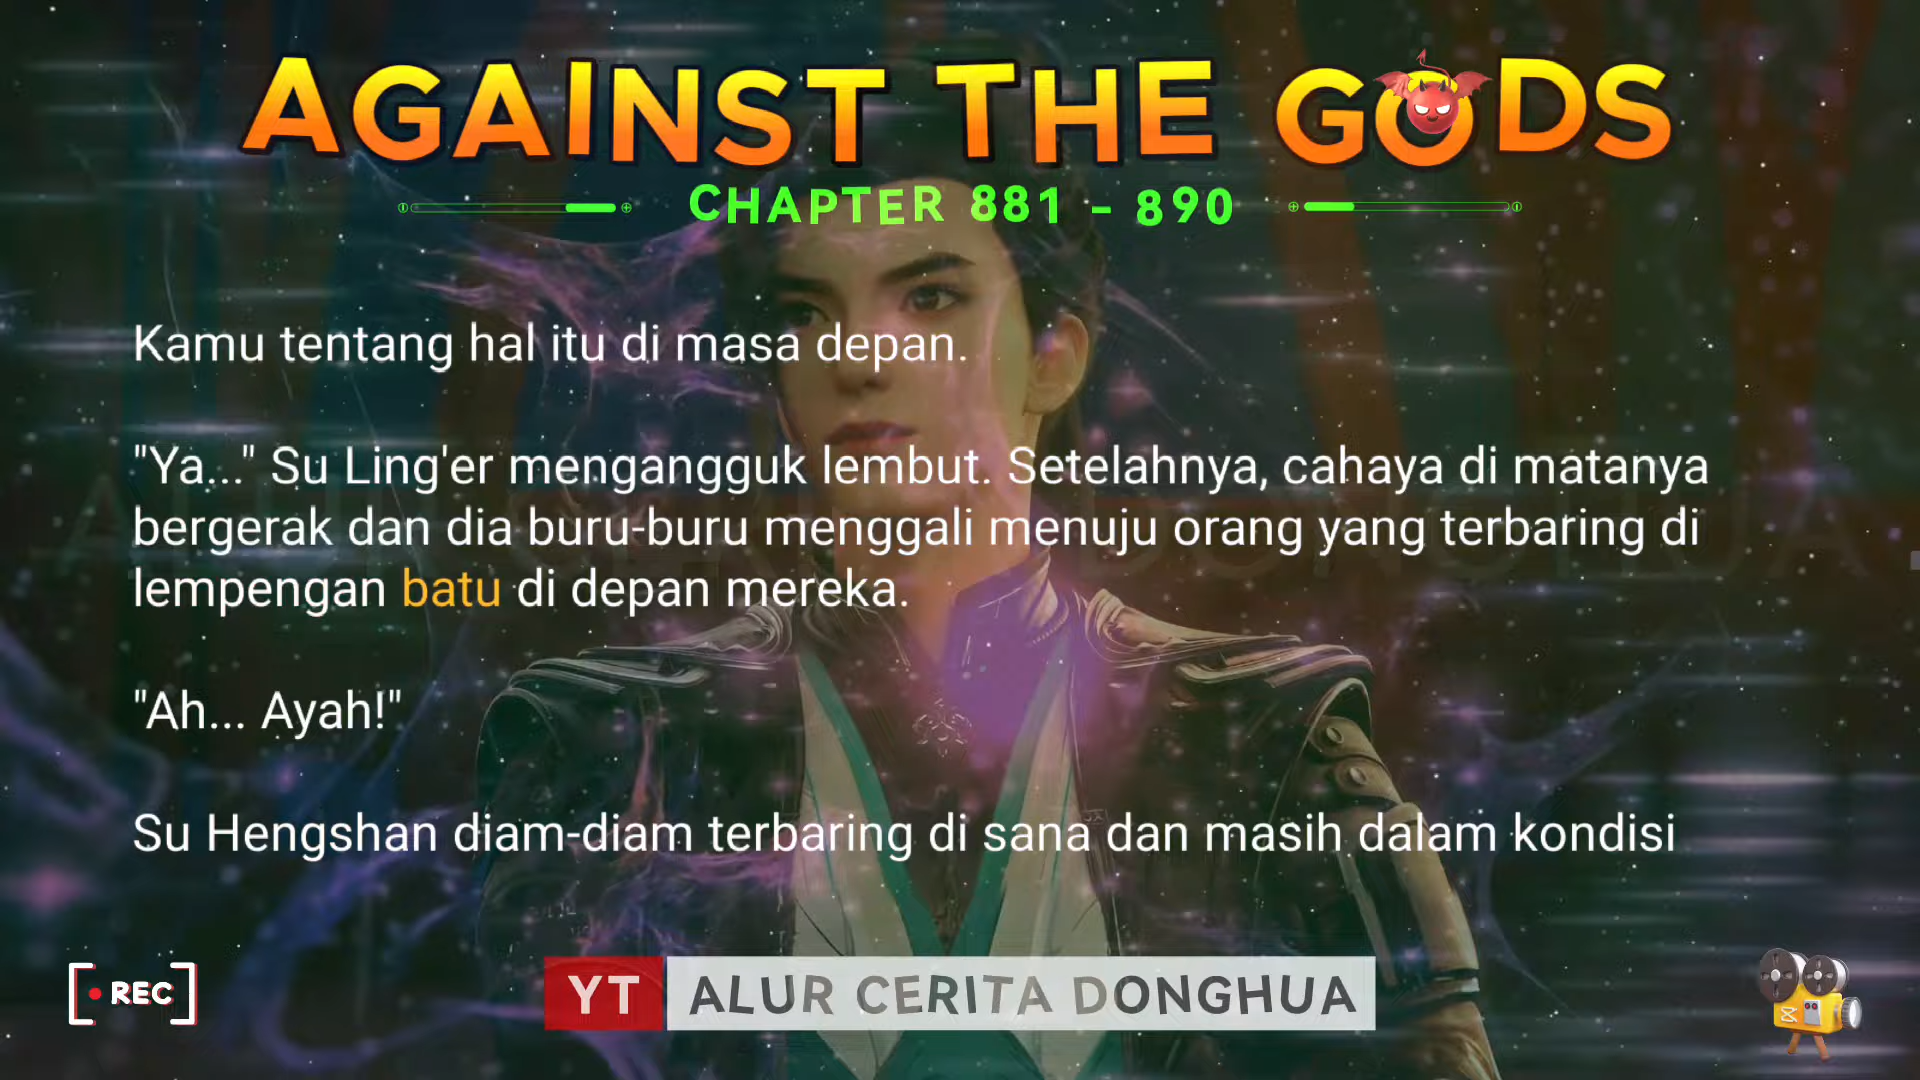 AGAINST THE GODS
CHAPTER 881 - 890
Kamu tentang hal itu di masa depan.
"Ya..." Su Ling'er mengangguk lembut. Setelahnya, cahaya di matanya
bergerak dan dia buru-buru menggali menuju orang yang terbaring di
lempengan batu di depan mereka.
"Ah... Ayah!"
Su Hengshan diam-diam terbaring di sana dan masih dalam kondisi
REC
YT ALUR CERITA DONGHUA